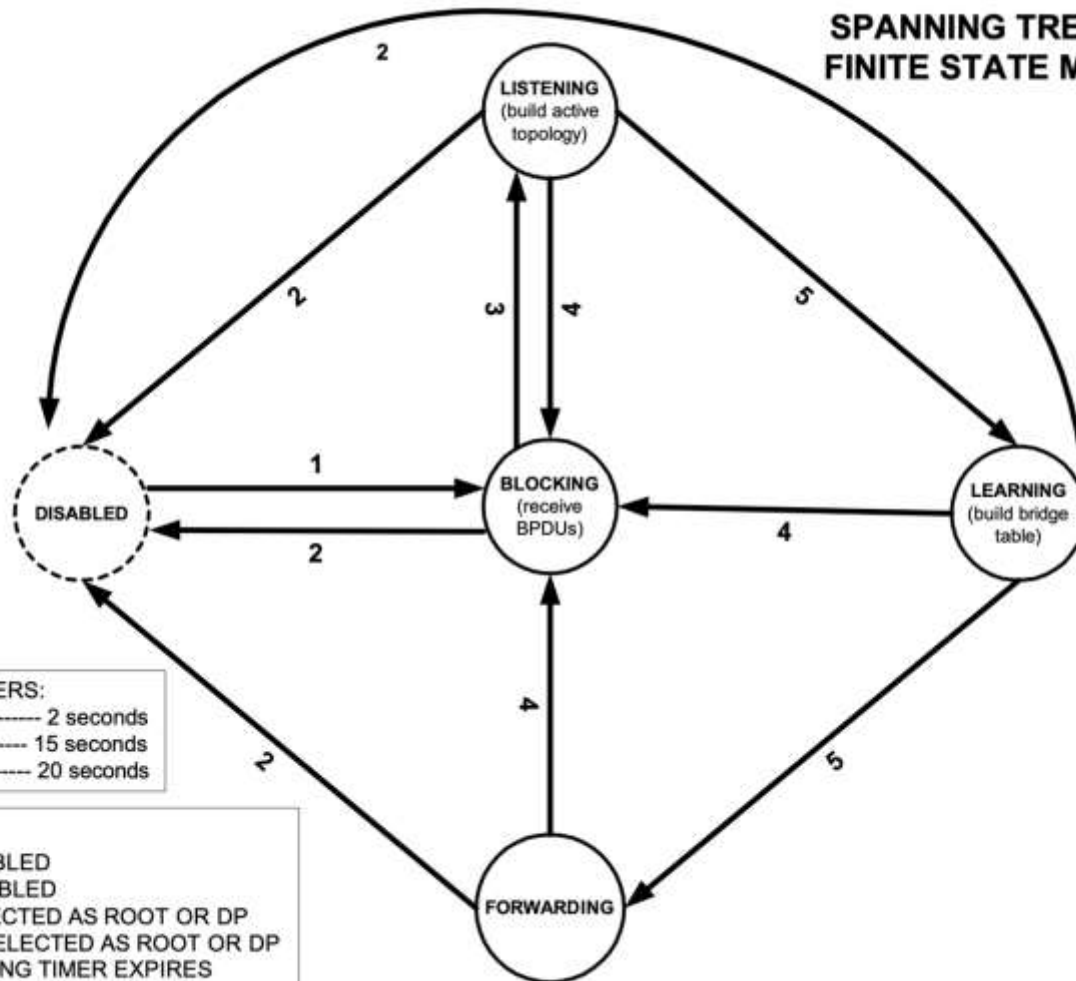 SPANNING TRE
FINITE STATE M
2
LISTENING
(build active
topology)
2
3
4
5
DISABLED
1
2
BLOCKING
(receive
BPDUs)
4
LEARNING
(build bridge
table)
ERS:
------ 2 seconds
---- 15 seconds
----- 20 seconds
2
4
5
BLED
BLED
ECTED AS ROOT OR DP
ELECTED AS ROOT OR DP
NG TIMER EXPIRES
FORWARDING